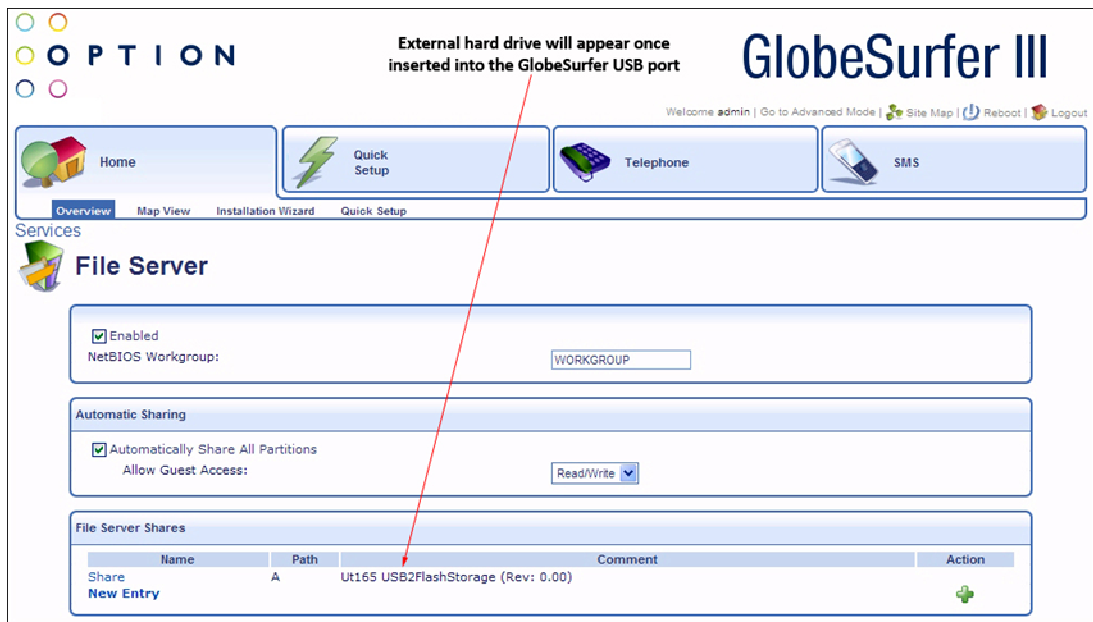 OPTION
External hard drive will appear once
inserted into the GlobeSurfer USB port
GlobeSurfer III
Welcome admin | Go to Advanced Mode | Site Map | Reboot | Logout
Home
Quick
Setup
Telephone
SMS
Overview Map View Installation Wizard Quick Setup
Services
File Server
Enabled
NetBIOS Workgroup: WORKGROUP
Automatic Sharing
Automatically Share All Partitions
Allow Guest Access: Read/Write
File Server Shares
Name Path Comment Action
Share A Ut165 USB2FlashStorage (Rev: 0.00)
New Entry